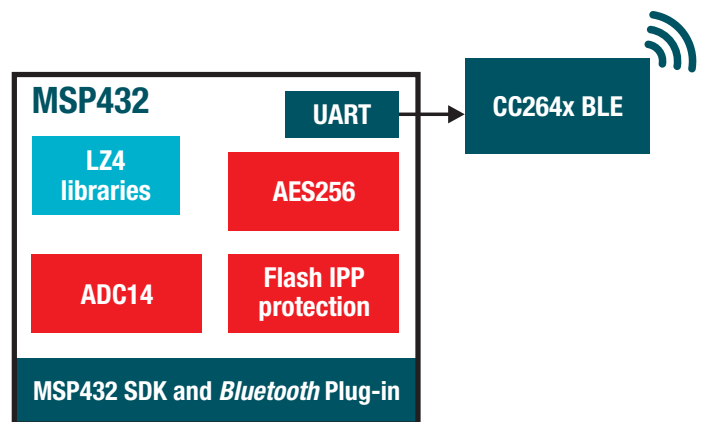 MSP432
UART
CC264x BLE
LZ4
libraries
AES256
ADC14
Flash IPP
protection
MSP432 SDK and Bluetooth Plug-in